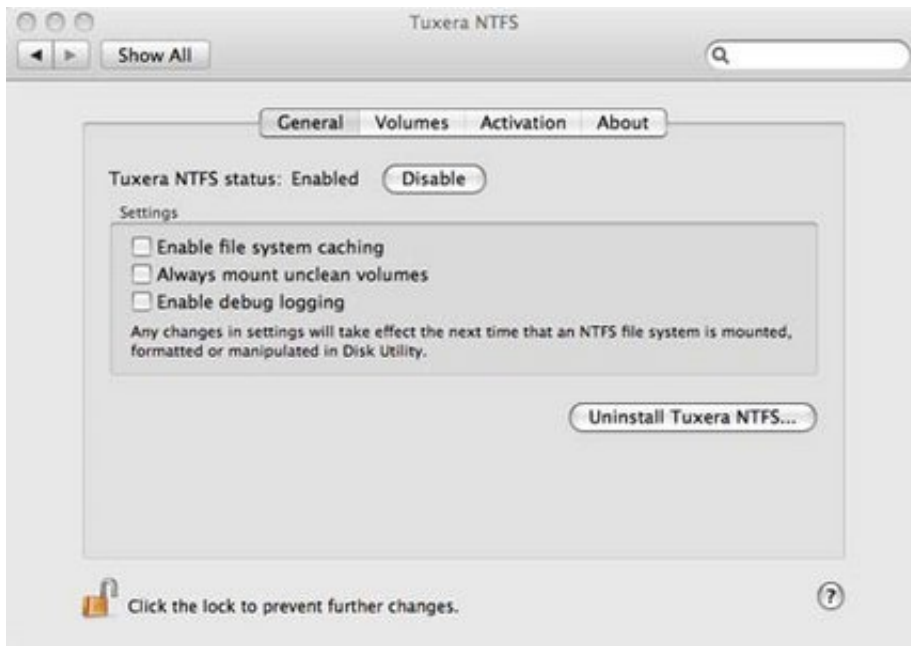 Tuxera NTFS
Show All
General Volumes Activation About
Tuxera NTFS status: Enabled Disable
Settings
Enable file system caching
Always mount unclean volumes
Enable debug logging
Any changes in settings will take effect the next time that an NTFS file system is mounted,
formatted or manipulated in Disk Utility.
Uninstall Tuxera NTFS...
Click the lock to prevent further changes. ?